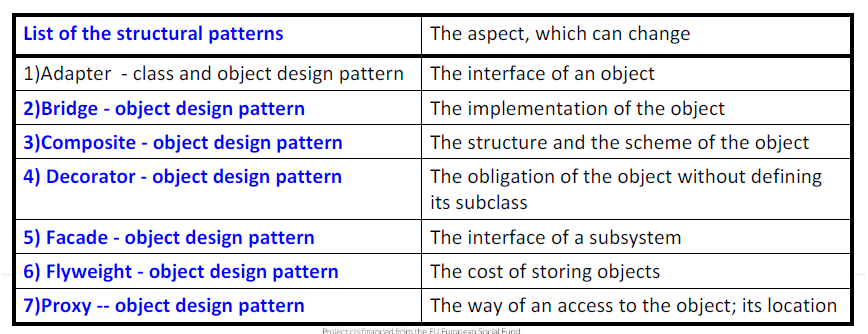 List of the structural patterns The aspect, which can change
1)Adapter - class and object design pattern The interface of an object
2)Bridge - object design pattern The implementation of the object
3)Composite - object design pattern The structure and the scheme of the object
4) Decorator - object design pattern The obligation of the object without defining
its subclass
5) Facade - object design pattern The interface of a subsystem
6) Flyweight - object design pattern The cost of storing objects
7)Proxy -- object design pattern The way of an access to the object; its location
Project co-financed from the EU European Social Fund